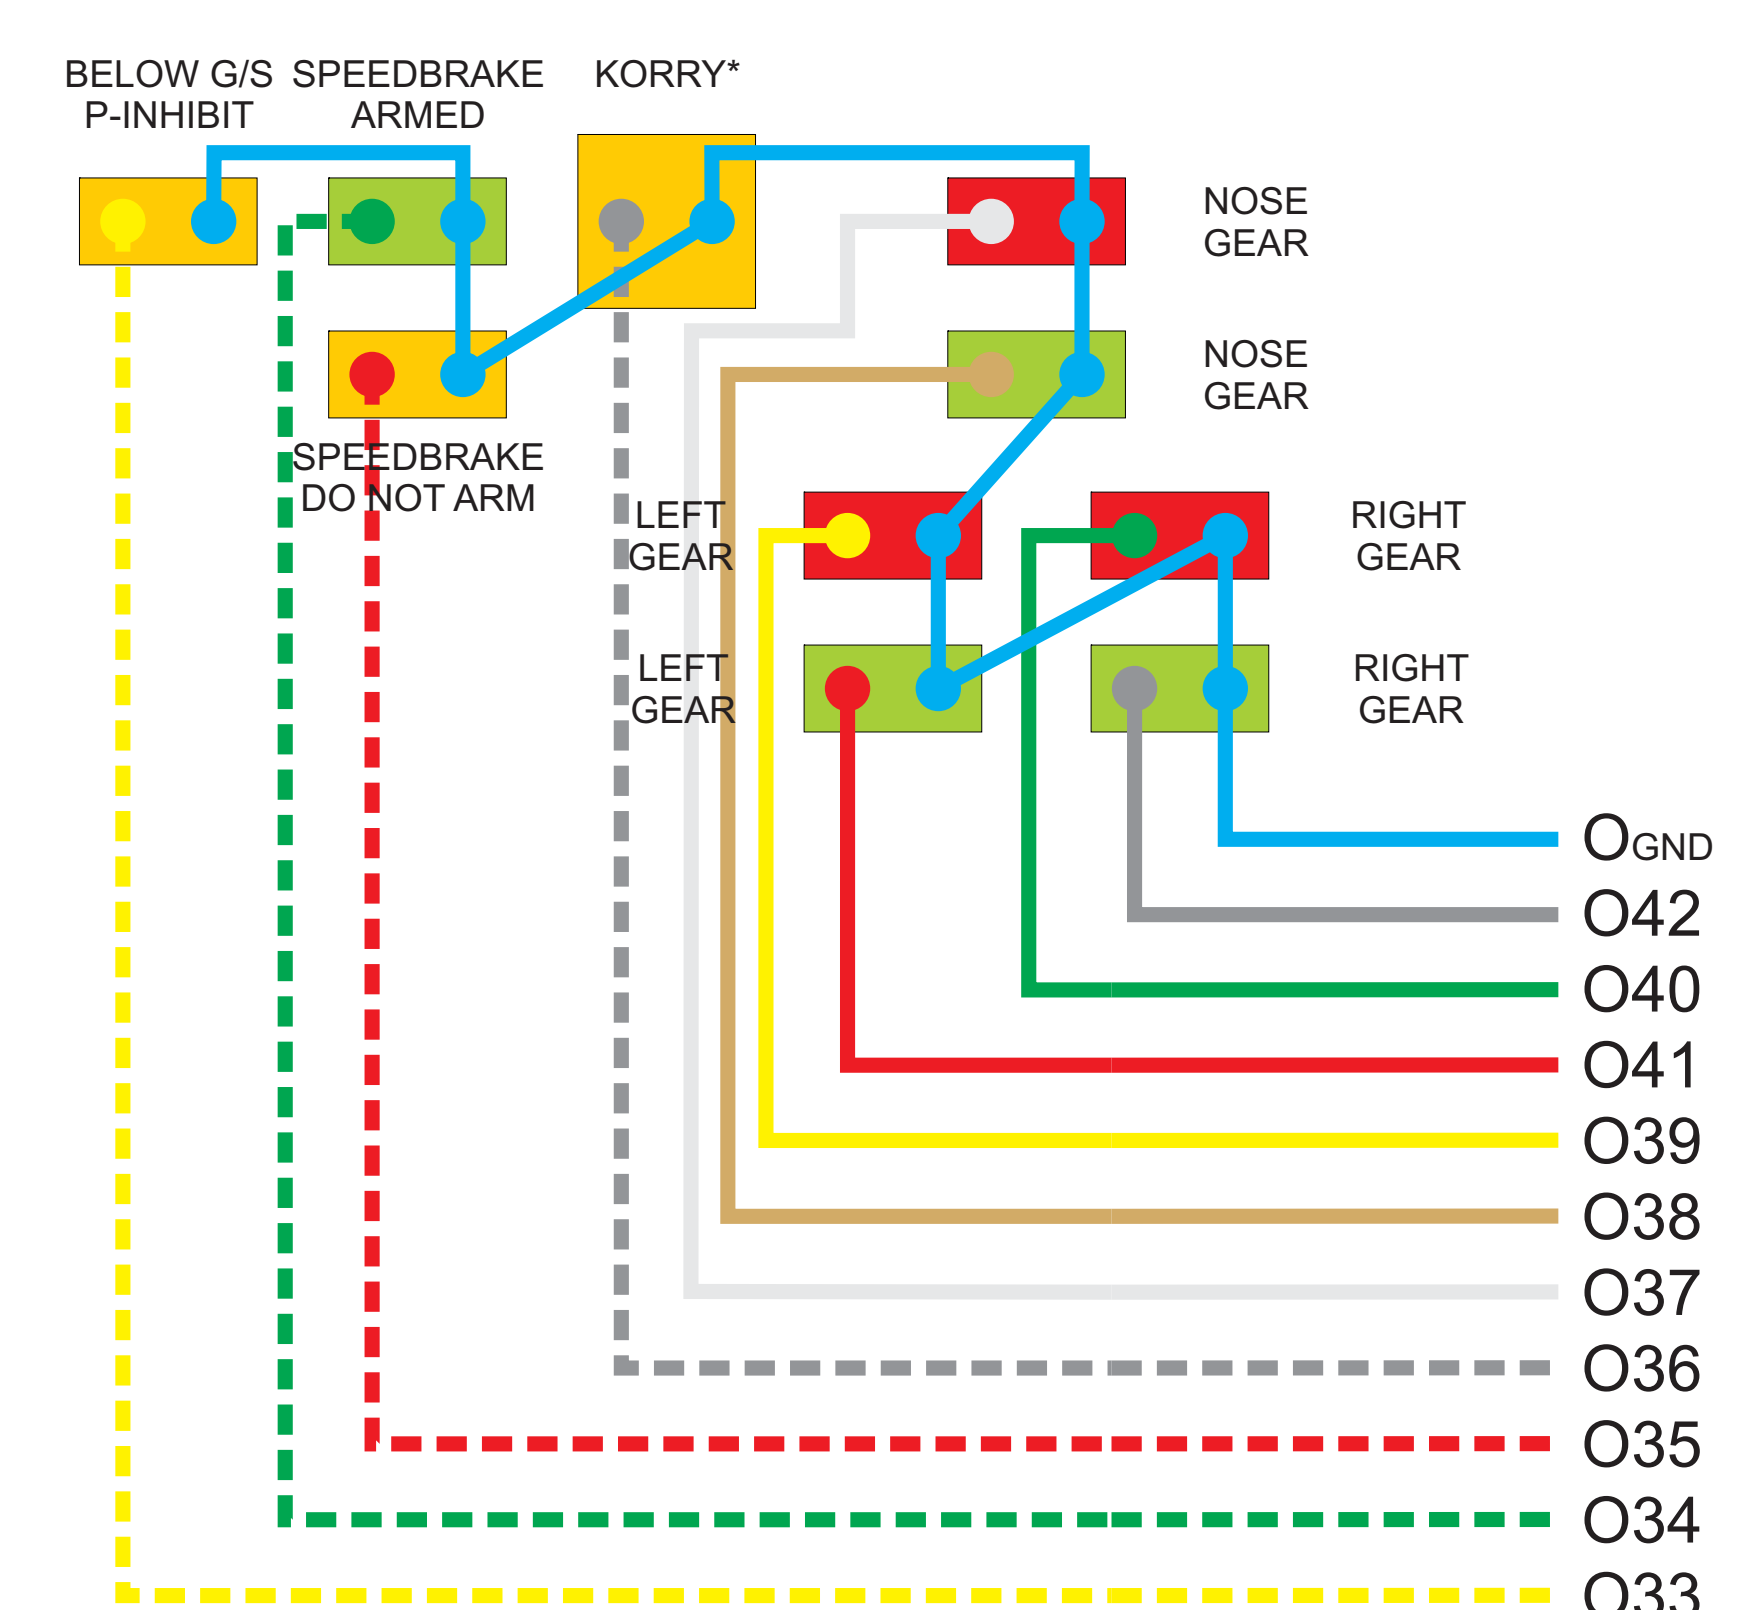 BELOW G/S
P-INHIBIT
SPEEDBRAKE
ARMED
KORRY*
NOSE
GEAR
NOSE
GEAR
SPEEDBRAKE
DO NOT ARM
LEFT
GEAR
RIGHT
GEAR
LEFT
GEAR
RIGHT
GEAR
OGND
O42
O40
O41
O39
O38
O37
O36
O35
O34
O33